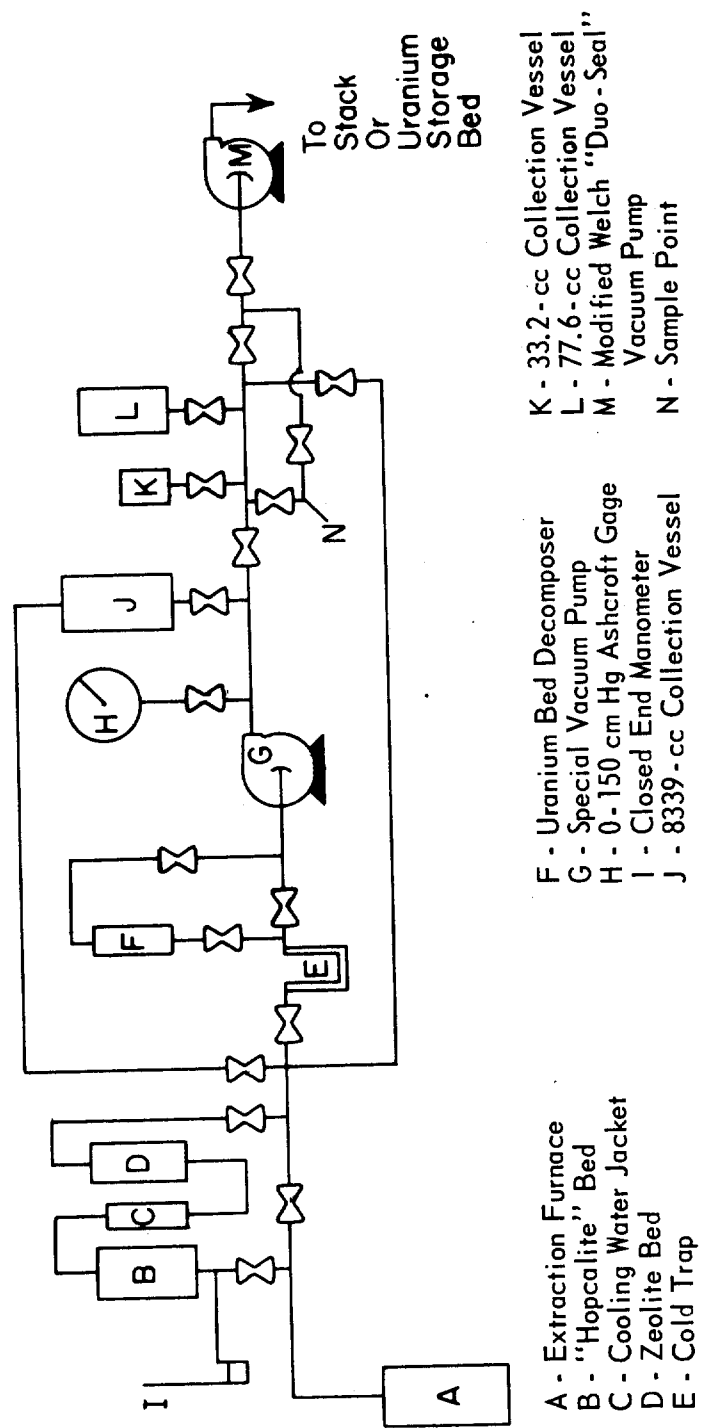 I
B
C
D
A
E
F
G
H
J
K
L
N
M
To
Stack
Or
Uranium
Storage
Bed
A - Extraction Furnace
B - "Hopcalite" Bed
C - Cooling Water Jacket
D - Zeolite Bed
E - Cold Trap
F - Uranium Bed Decomposer
G - Special Vacuum Pump
H - 0-150 cm Hg Ashcroft Gage
I - Closed End Manometer
J - 8339-cc Collection Vessel
K - 33.2-cc Collection Vessel
L - 77.6-cc Collection Vessel
M - Modified Welch "Duo-Seal"
Vacuum Pump
N - Sample Point